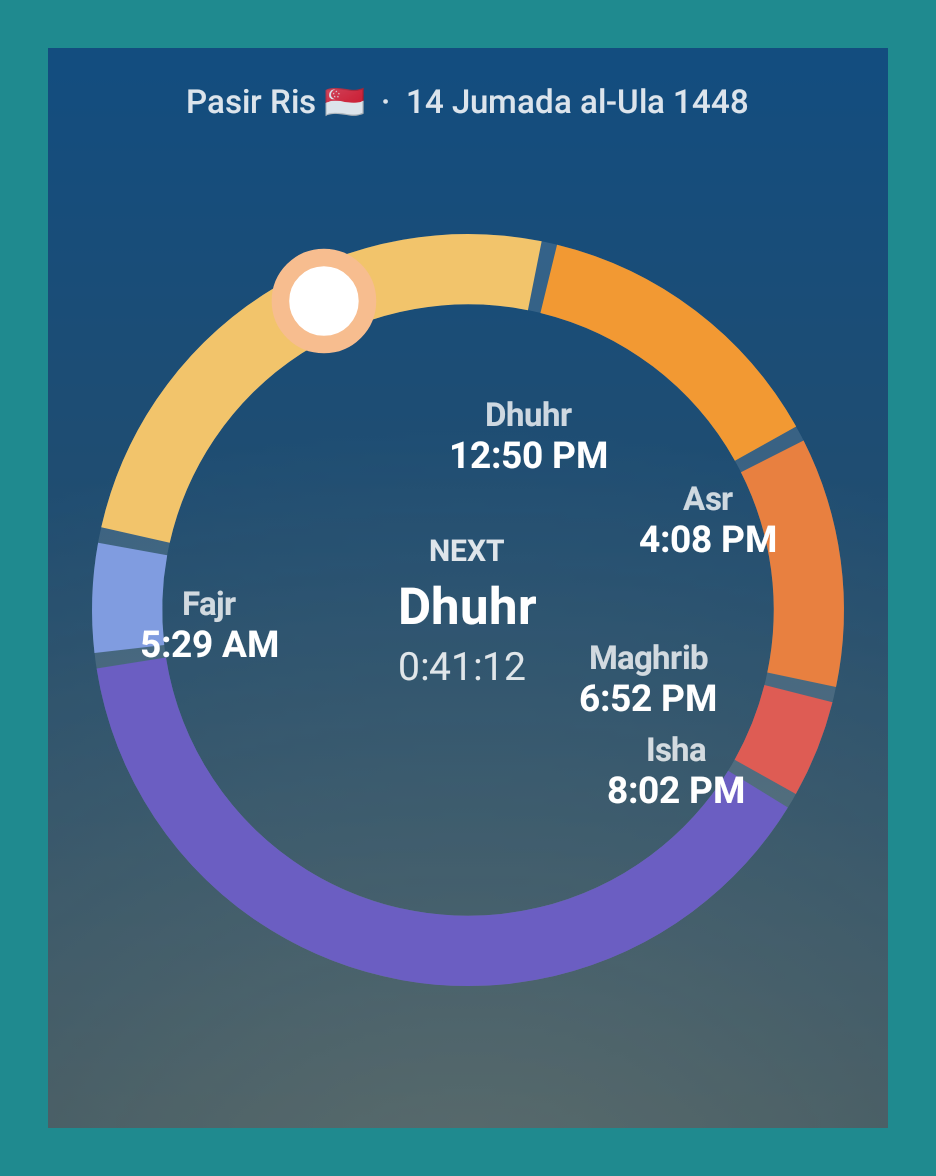 Pasir Ris 🇸🇬 · 14 Jumada al-Ula 1448
Dhuhr
12:50 PM
Asr
4:08 PM
NEXT
Dhuhr
0:41:12
Fajr
5:29 AM
Maghrib
6:52 PM
Isha
8:02 PM